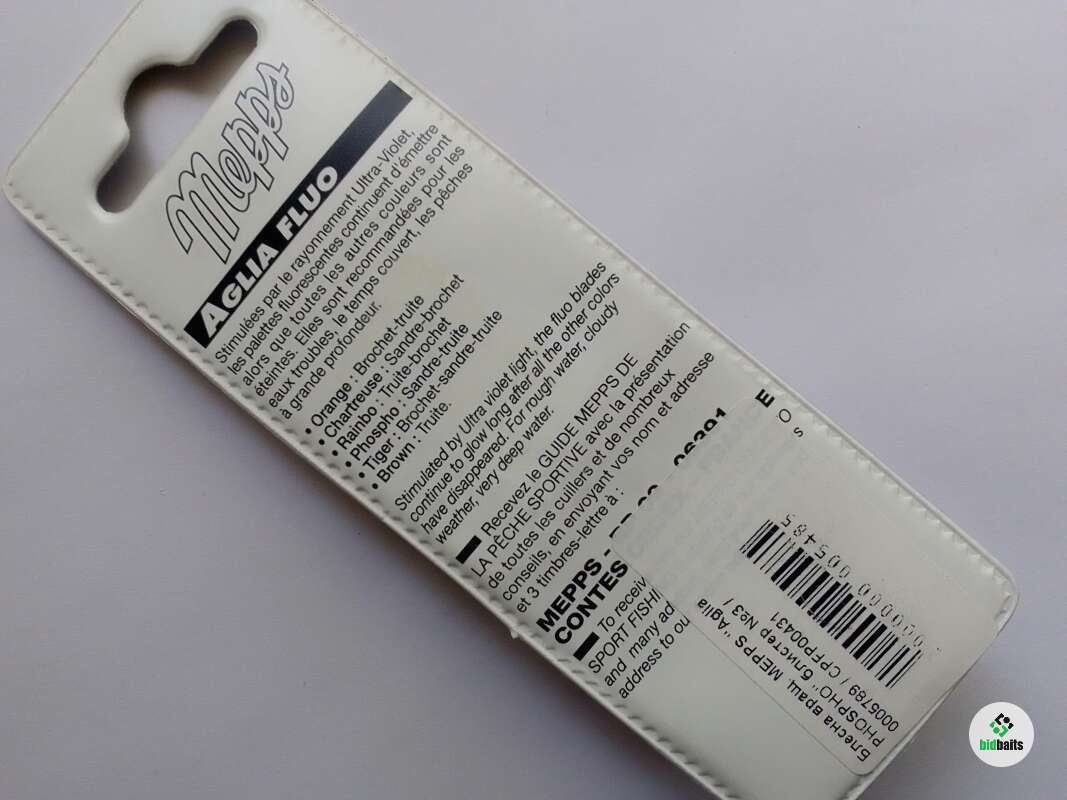 Mepps
AGLIA FLUO
Stimulées par le rayonnement Ultra-Violet,
les palettes fluorescentes continuent d'émettre
alors que toutes les autres couleurs sont
éteintes. Elles sont recommandées pour les
eaux troubles, le temps couvert, les pêches
à grande profondeur.
• Orange : Brochet-truite
• Chartreuse : Sandre-brochet
• Rainbo : Truite-brochet
• Phospho : Sandre-truite
• Tiger : Brochet-sandre-truite
• Brown : Truite.
Stimulated by Ultra violet light, the fluo blades
continue to glow long after all the other colors
have disappeared. For rough water, cloudy
weather, very deep water.
Recevez le GUIDE MEPPS DE
LA PÊCHE SPORTIVE avec la présentation
de toutes les cuillers et de nombreux
conseils, en envoyant vos nom et adresse
et 3 timbres-lettre à :
MEPPS - 06391
CONTES
To receiv
SPORT FISHI
and many ad
address to ou
Блесна вращ. MEPPS "Aglia
PHOSPHO" блистер №3 /
0005789 / CPFP00431
bidbaits